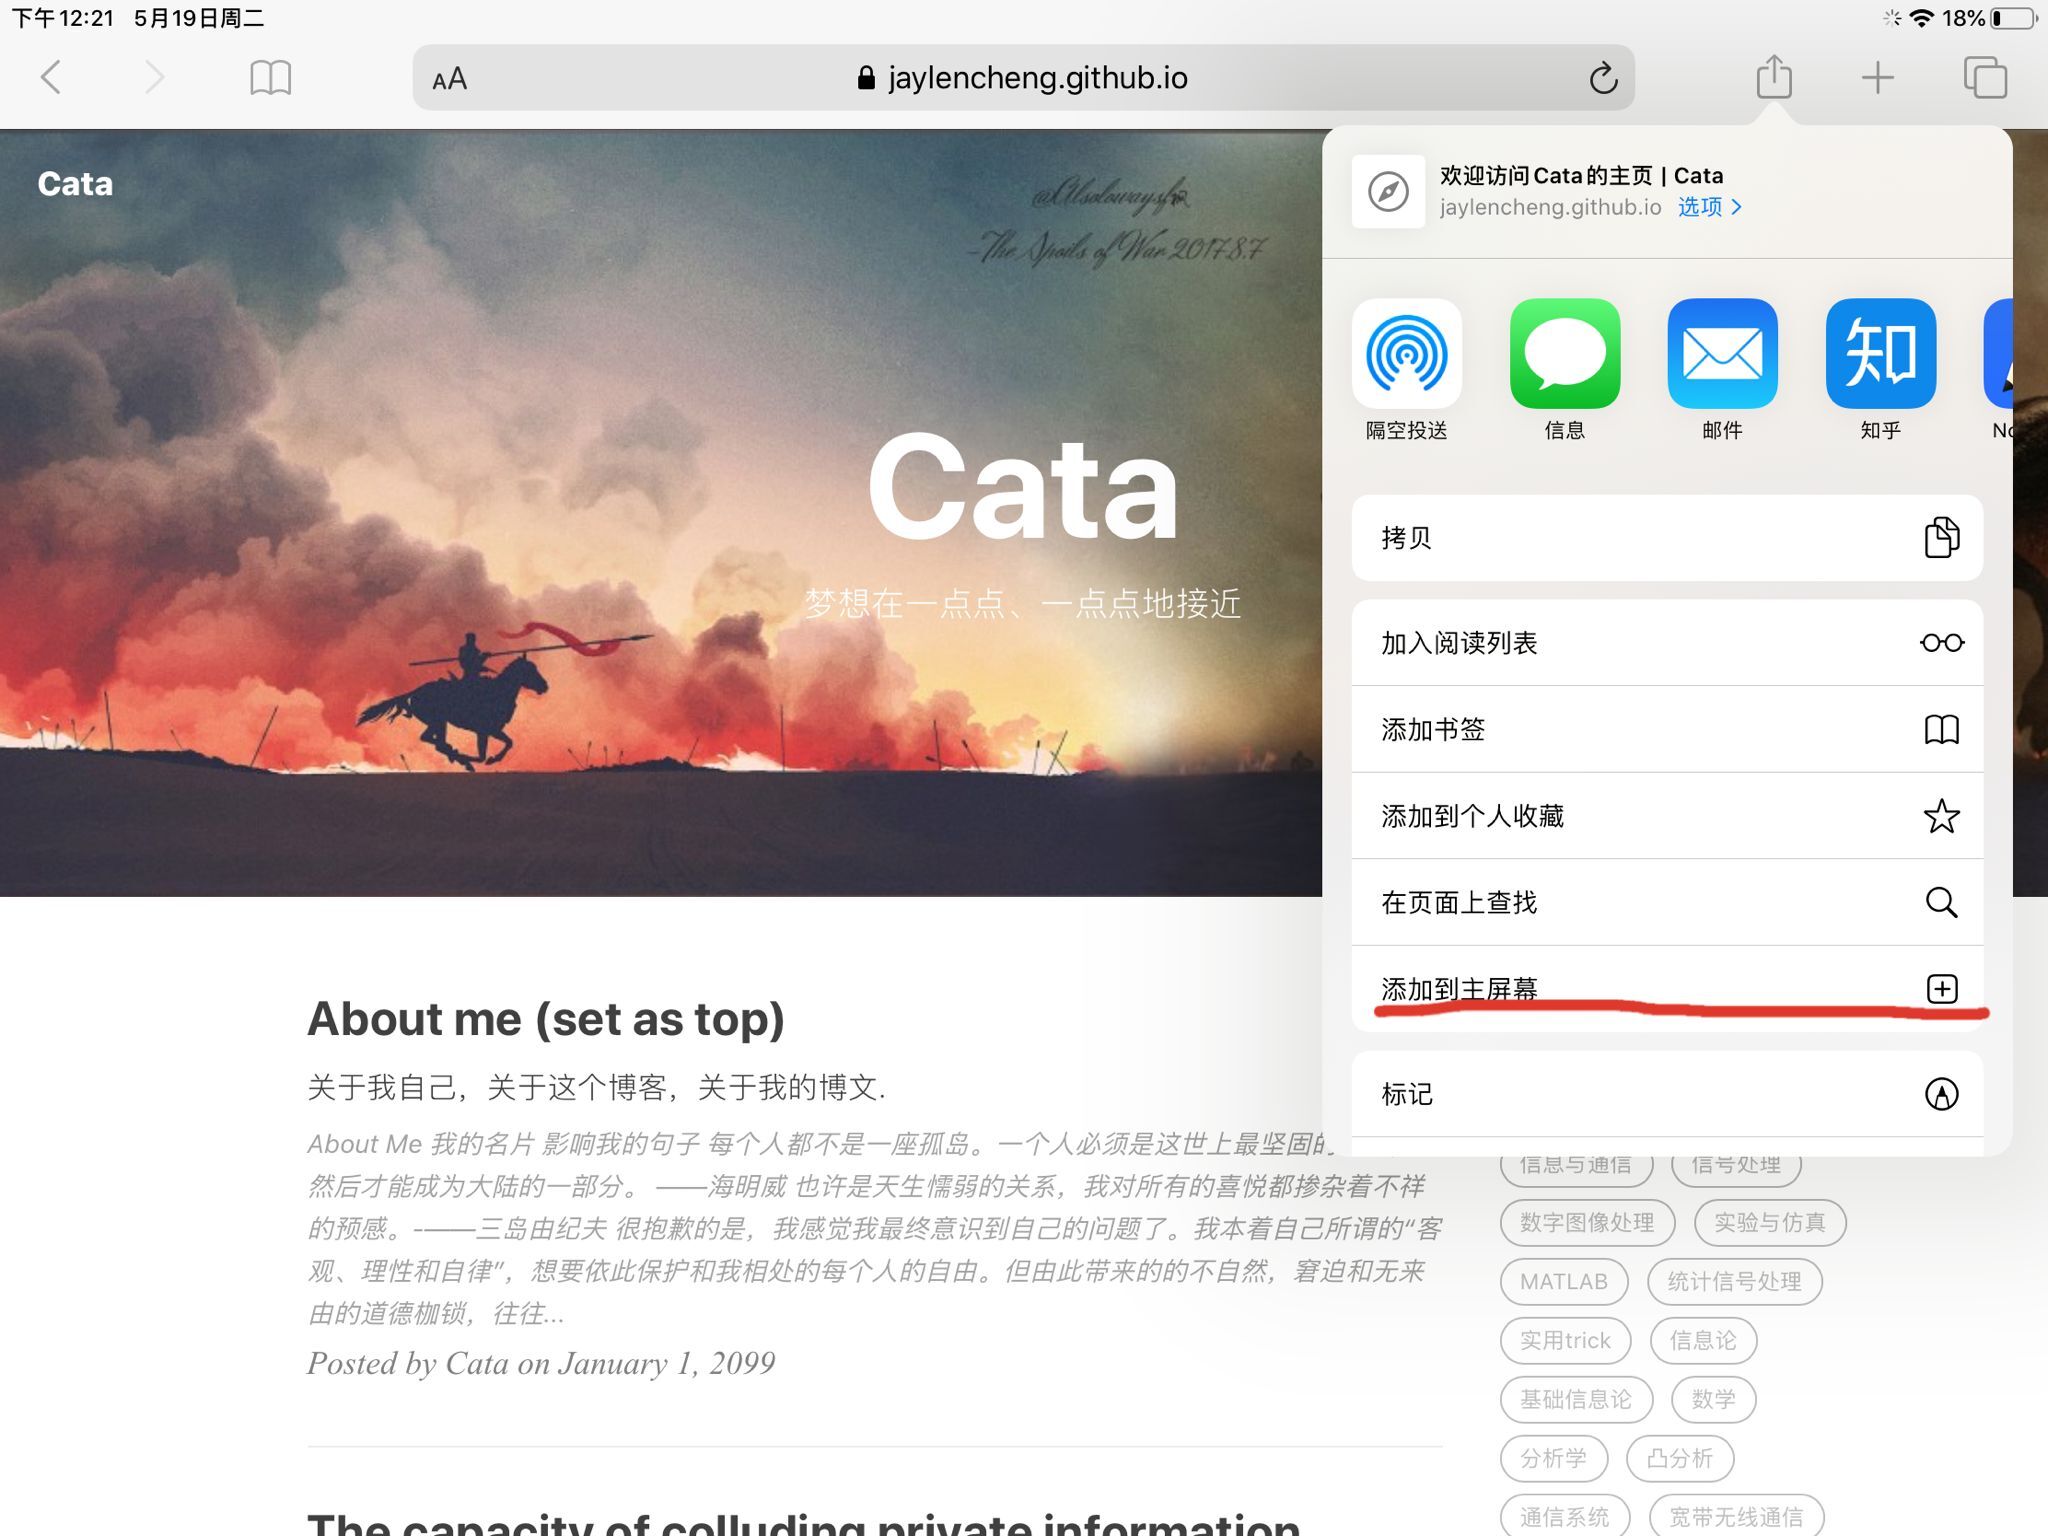 下午12:21 5月19日周二
18%
AA
jaylencheng.github.io
Cata
-The Spoils of War 2017.8.7
Cata
梦想在一点点、一点点地接近
欢迎访问Cata的主页 | Cata
jaylencheng.github.io 选项 >
隔空投送
信息
邮件
知
知乎
拷贝
加入阅读列表
添加书签
添加到个人收藏
在页面上查找
添加到主屏幕
标记
About me (set as top)
关于我自己，关于这个博客，关于我的博文.
About Me 我的名片 影响我的句子 每个人都不是一座孤岛。一个人必须是这世上最坚固的
然后才能成为大陆的一部分。 ——海明威 也许是天生懦弱的关系，我对所有的喜悦都掺杂着不祥
的预感。-——三岛由纪夫 很抱歉的是，我感觉我最终意识到自己的问题了。我本着自己所谓的“客
观、理性和自律”，想要依此保护和我相处的每个人的自由。但由此带来的的不自然，窘迫和无来
由的道德枷锁，往往...
Posted by Cata on January 1, 2099
The capacity of colluding private information
信息与通信
信号处理
数字图像处理
实验与仿真
MATLAB
统计信号处理
实用trick
信息论
基础信息论
数学
分析学
凸分析
通信系统
宽带无线通信